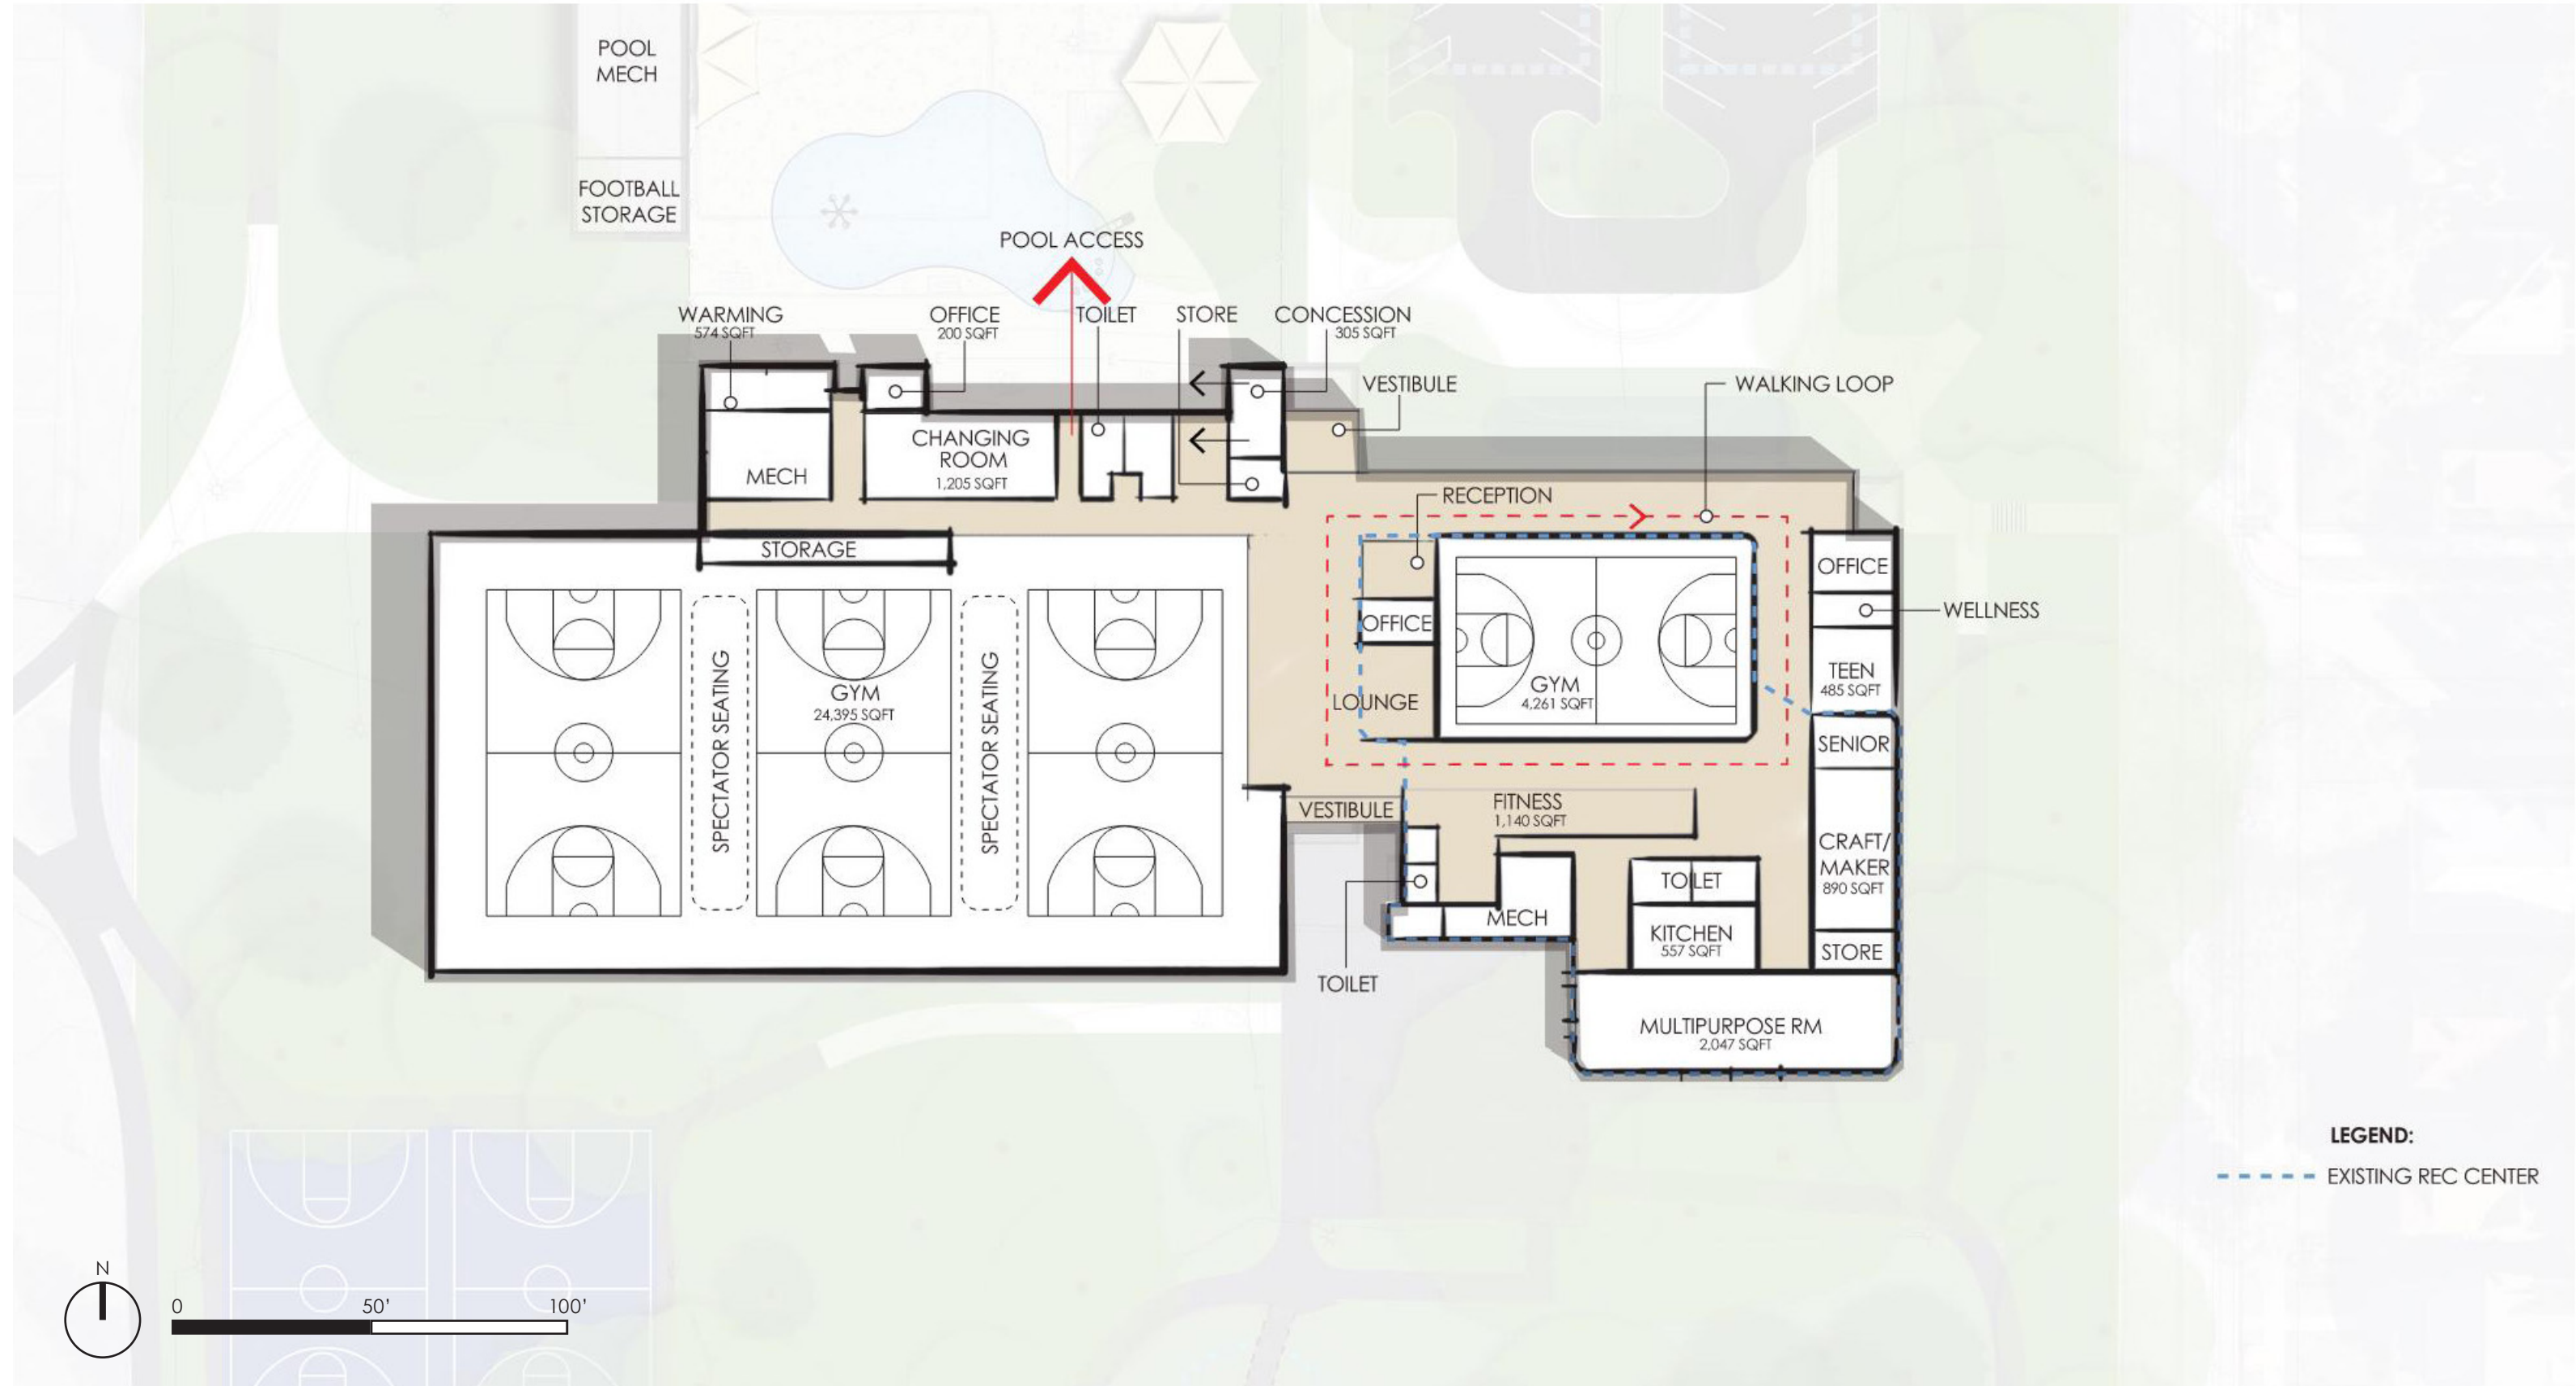 POOL
MECH
FOOTBALL
STORAGE
POOL ACCESS
WARMING
574 SQFT
OFFICE
200 SQFT
TOILET
STORE
CONCESSION
305 SQFT
VESTIBULE
WALKING LOOP
CHANGING
ROOM
1,205 SQFT
MECH
RECEPTION
STORAGE
OFFICE
WELLNESS
OFFICE
TEEN
485 SQFT
SPECTATOR SEATING
GYM
24,395 SQFT
SPECTATOR SEATING
LOUNGE
GYM
4,261 SQFT
SENIOR
VESTIBULE
FITNESS
1,140 SQFT
CRAFT/
MAKER
890 SQFT
TOILET
MECH
KITCHEN
557 SQFT
STORE
TOILET
MULTIPURPOSE RM
2,047 SQFT
LEGEND:
EXISTING REC CENTER
N
0 50' 100'